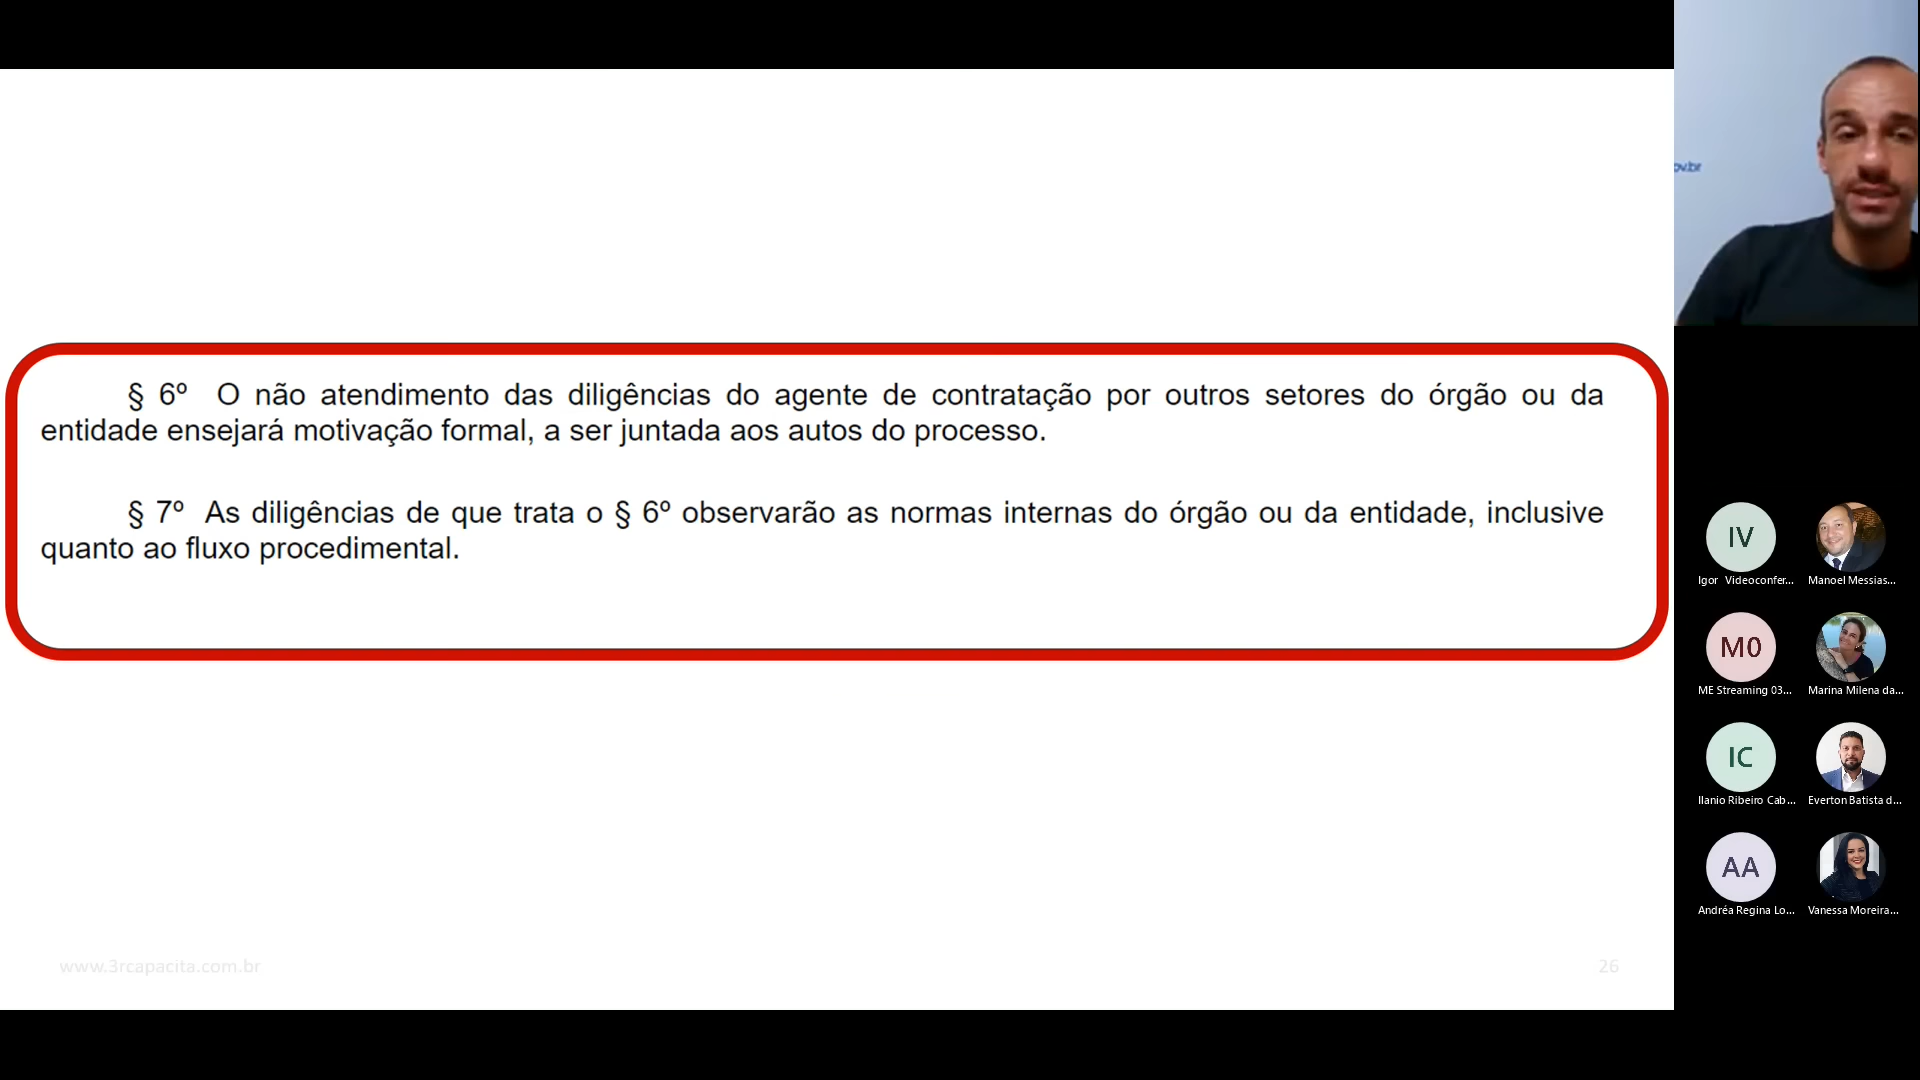 ov.br
§ 6º O não atendimento das diligências do agente de contratação por outros setores do órgão ou da
entidade ensejará motivação formal, a ser juntada aos autos do processo.
§ 7º As diligências de que trata o § 6º observarão as normas internas do órgão ou da entidade, inclusive
quanto ao fluxo procedimental.
IV
Igor Videoconfer...
Manoel Messias...
M0
ME Streaming 03...
Marina Milena da...
IC
Ilanio Ribeiro Cab...
Everton Batista d...
AA
Andréa Regina Lo...
Vanessa Moreira...
www.3rcapacita.com.br
26